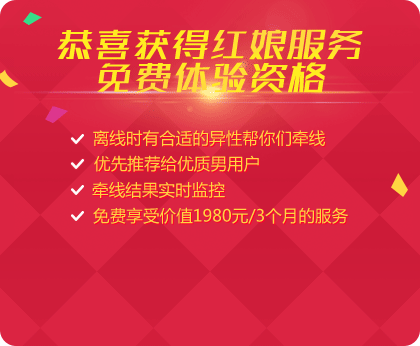 恭喜获得红娘服务
免费体验资格
离线时有合适的异性帮你们牵线
优先推荐给优质男用户
牵线结果实时监控
免费享受价值1980元/3个月的服务